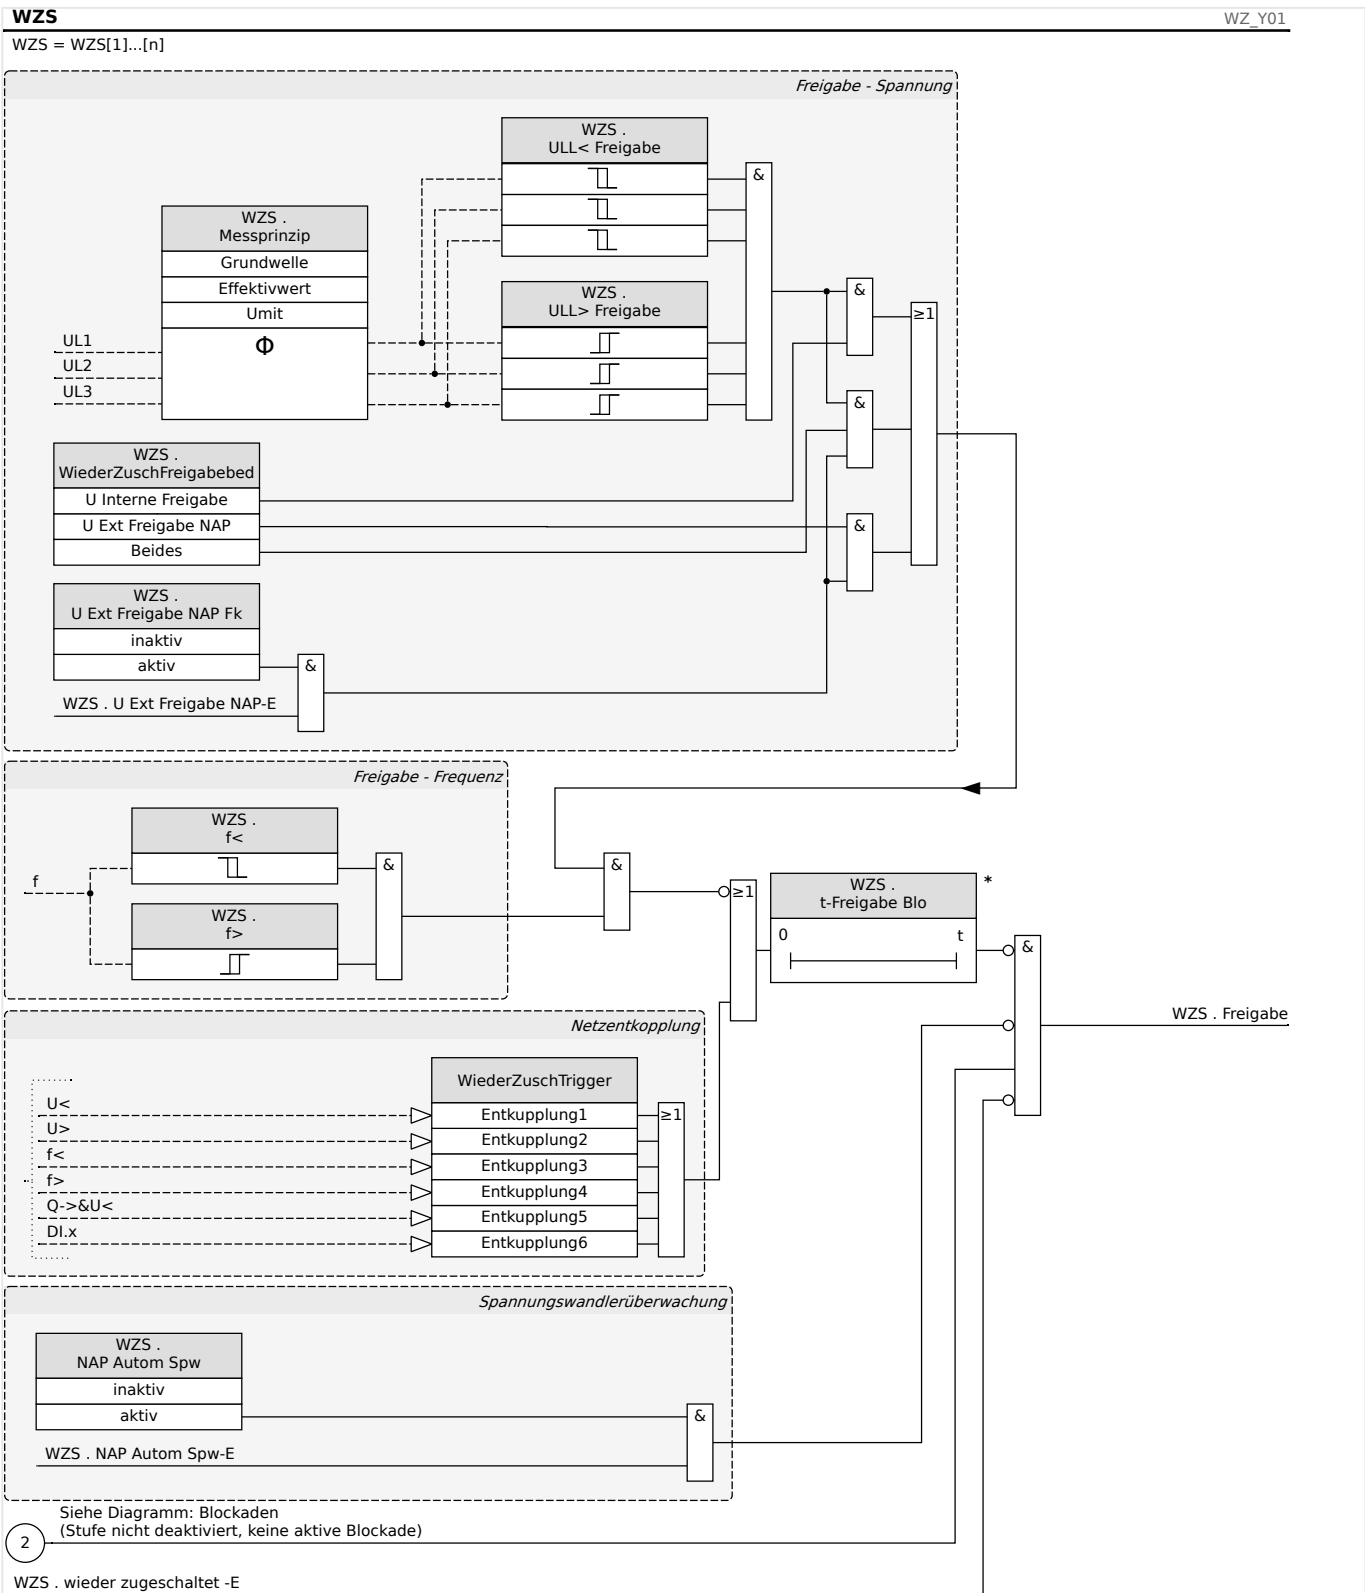 WZS
WZ_Y01
WZS = WZS[1]...[n]
Freigabe - Spannung
WZS .
ULL< Freigabe
&
WZS .
Messprinzip
Grundwelle
Effektivwert
Umit
Φ
UL1
UL2
UL3
WZS .
ULL> Freigabe
&
≥1
&
WZS .
WiederZuschFreigabebed
U Interne Freigabe
U Ext Freigabe NAP
Beides
&
WZS .
U Ext Freigabe NAP Fk
inaktiv
aktiv
&
WZS . U Ext Freigabe NAP-E
Freigabe - Frequenz
WZS .
f<
&
f
WZS .
f>
&
≥1
WZS .
t-Freigabe Blo
*
0
t
&
WZS . Freigabe
Netzentkopplung
WiederZuschTrigger
U<
Entkupplung1
≥1
U>
Entkupplung2
f<
Entkupplung3
f>
Entkupplung4
Q->&U<
Entkupplung5
DI.x
Entkupplung6
Spannungswandlerüberwachung
WZS .
NAP Autom Spw
inaktiv
aktiv
&
WZS . NAP Autom Spw-E
Siehe Diagramm: Blockaden
(Stufe nicht deaktiviert, keine aktive Blockade)
2
WZS . wieder zugeschaltet -E